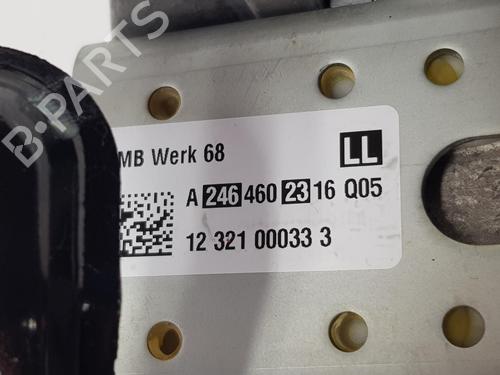 B-PARTS
MB Werk 68
LL
A 246 460 23 16 Q05
12 321 00033 3